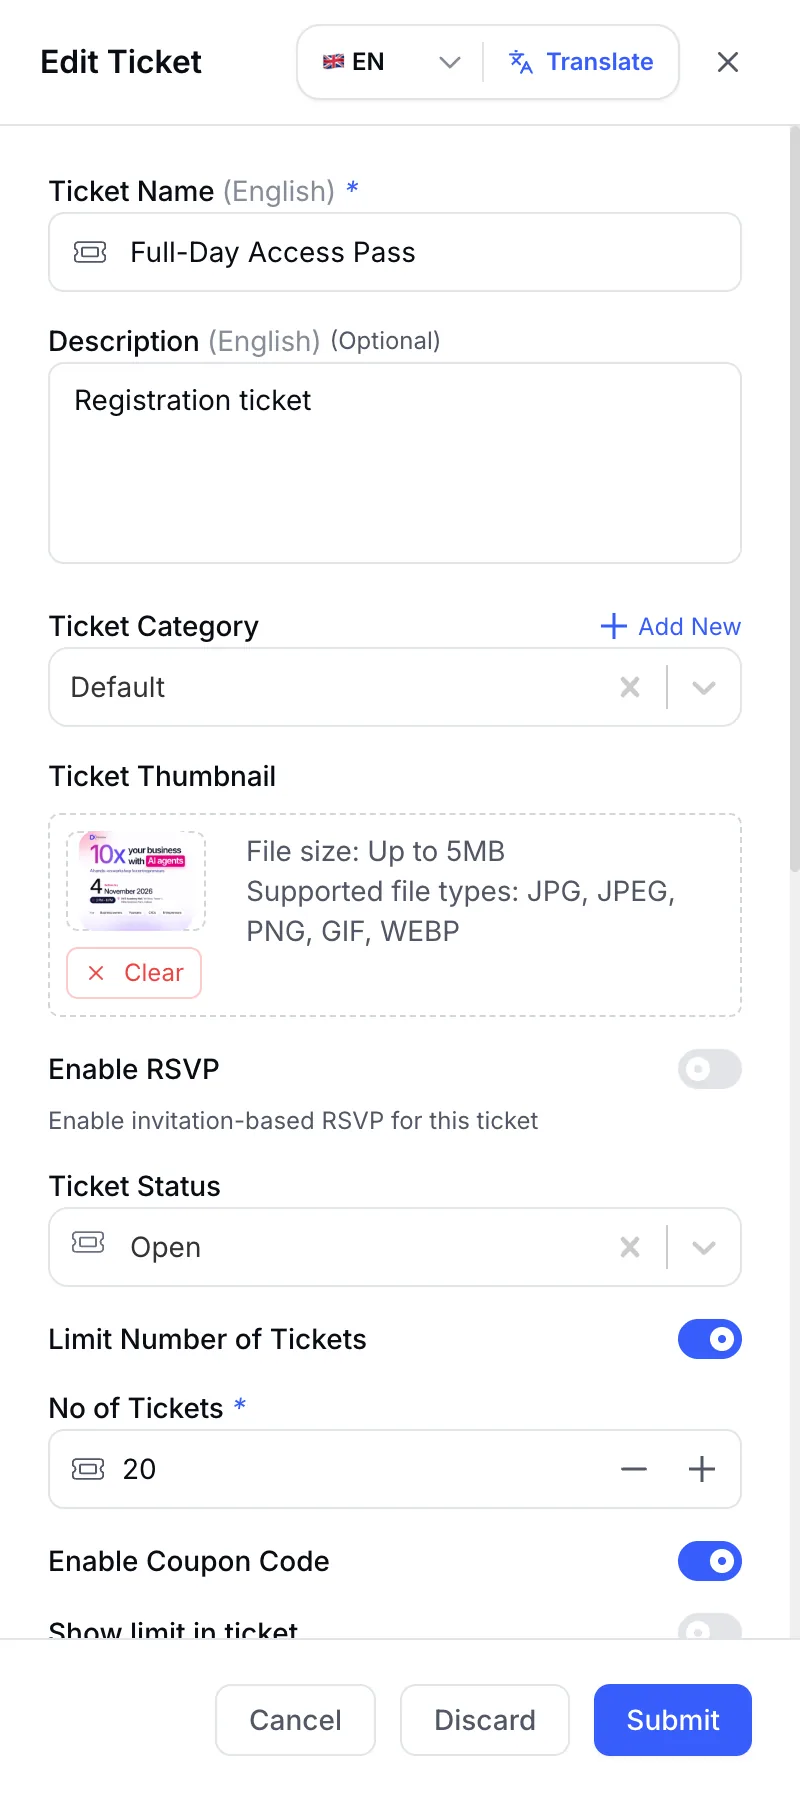 Edit Ticket
EN
Translate
Ticket Name (English) *
Full-Day Access Pass
Description (English) (Optional)
Registration ticket
Ticket Category
Add New
Default
Ticket Thumbnail
10x your business
with AI agents
4
November 2026
File size: Up to 5MB
Supported file types: JPG, JPEG,
PNG, GIF, WEBP
Clear
Enable RSVP
Enable invitation-based RSVP for this ticket
Ticket Status
Open
Limit Number of Tickets
No of Tickets *
20
Enable Coupon Code
Show limit in ticket
Cancel
Discard
Submit